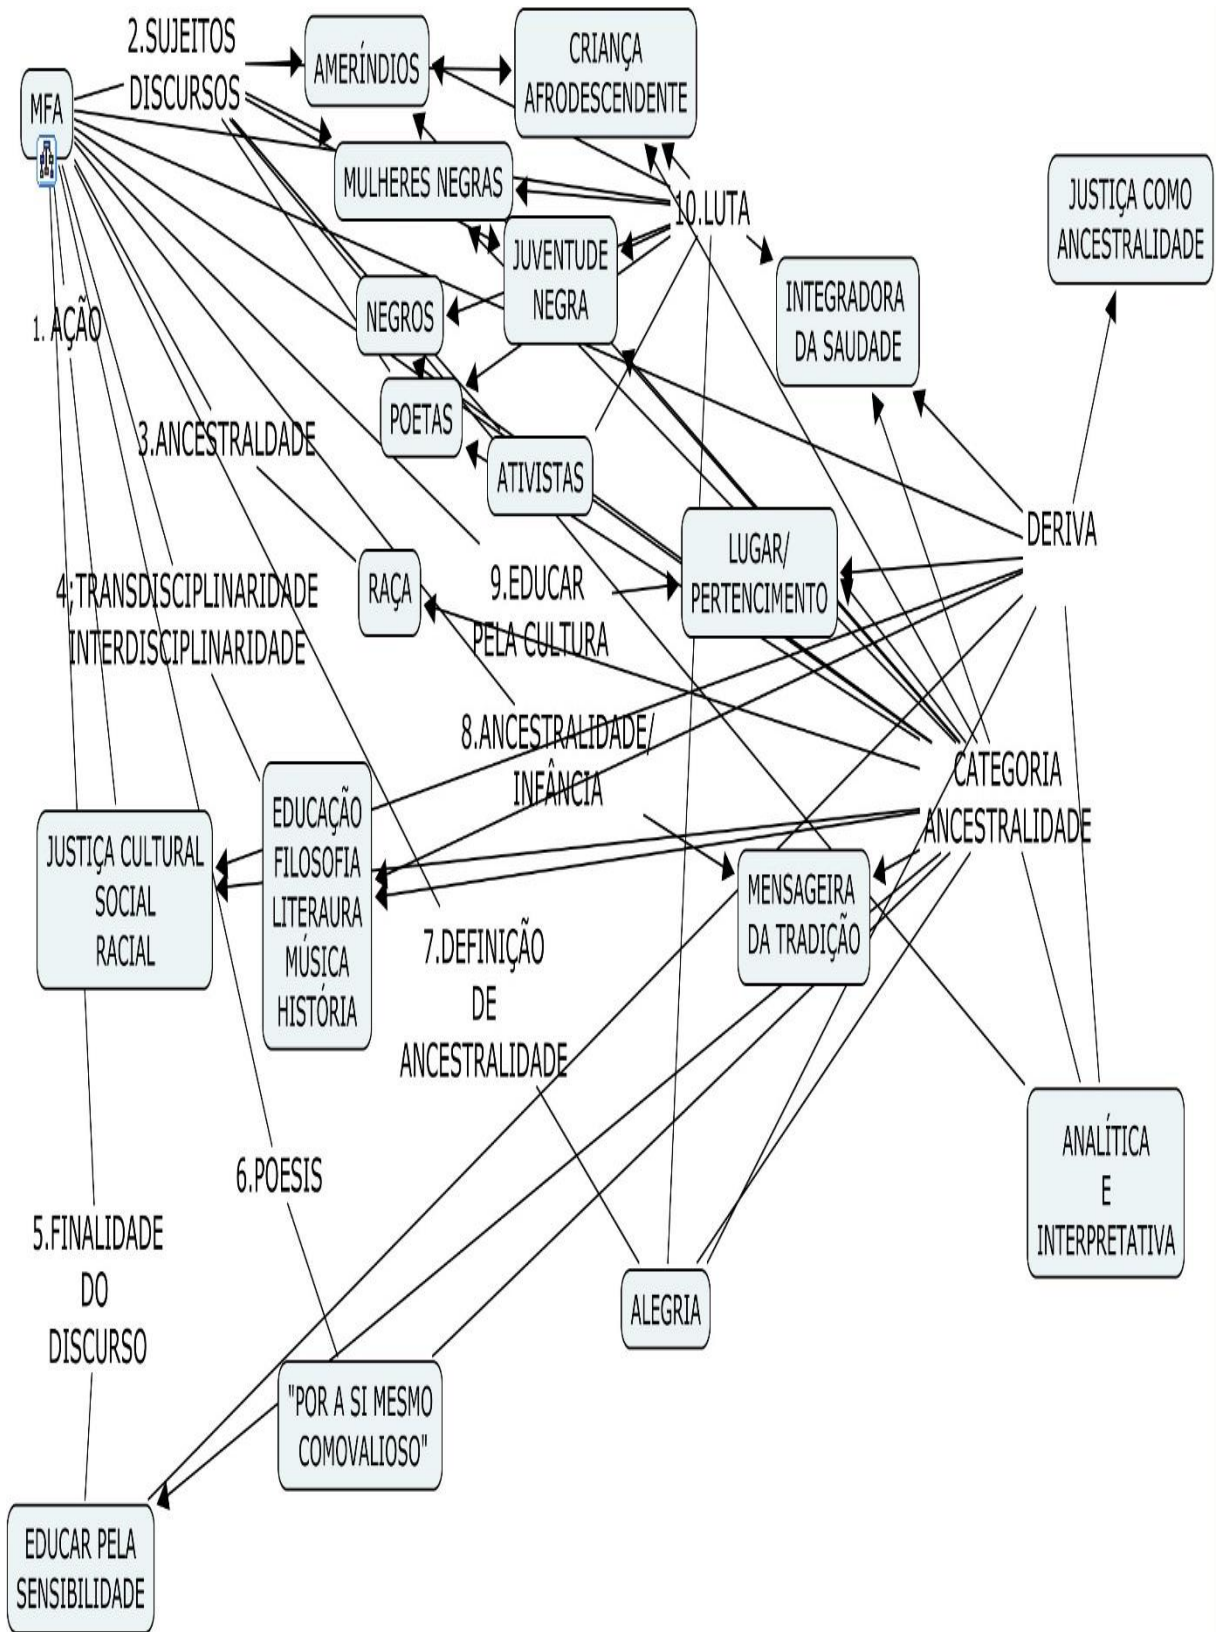 2.SUJEITOS
DISCURSOS
AMERÍNDIOS
CRIANÇA
AFRODESCENDENTE
MFA
MULHERES NEGRAS
10.LUTA
JUSTIÇA COMO
ANCESTRALIDADE
JUVENTUDE
NEGRA
INTEGRADORA
DA SAUDADE
NEGROS
1. AÇÃO
POETAS
3.ANCESTRALDADE
ATIVISTAS
DERIVA
LUGAR/
PERTENCIMENTO
RAÇA
9.EDUCAR
PELA CULTURA
4;TRANSDISCIPLINARIDADE
INTERDISCIPLINARIDADE
8.ANCESTRALIDADE/
INFÂNCIA
CATEGORIA
ANCESTRALIDADE
JUSTIÇA CULTURAL
SOCIAL
RACIAL
EDUCAÇÃO
FILOSOFIA
LITERAURA
MÚSICA
HISTÓRIA
MENSAGEIRA
DA TRADIÇÃO
7.DEFINIÇÃO
DE
ANCESTRALIDADE
ANALÍTICA
E
INTERPRETATIVA
6.POESIS
5.FINALIDADE
DO
DISCURSO
ALEGRIA
"POR A SI MESMO
COMOVALIOSO"
EDUCAR PELA
SENSIBILIDADE